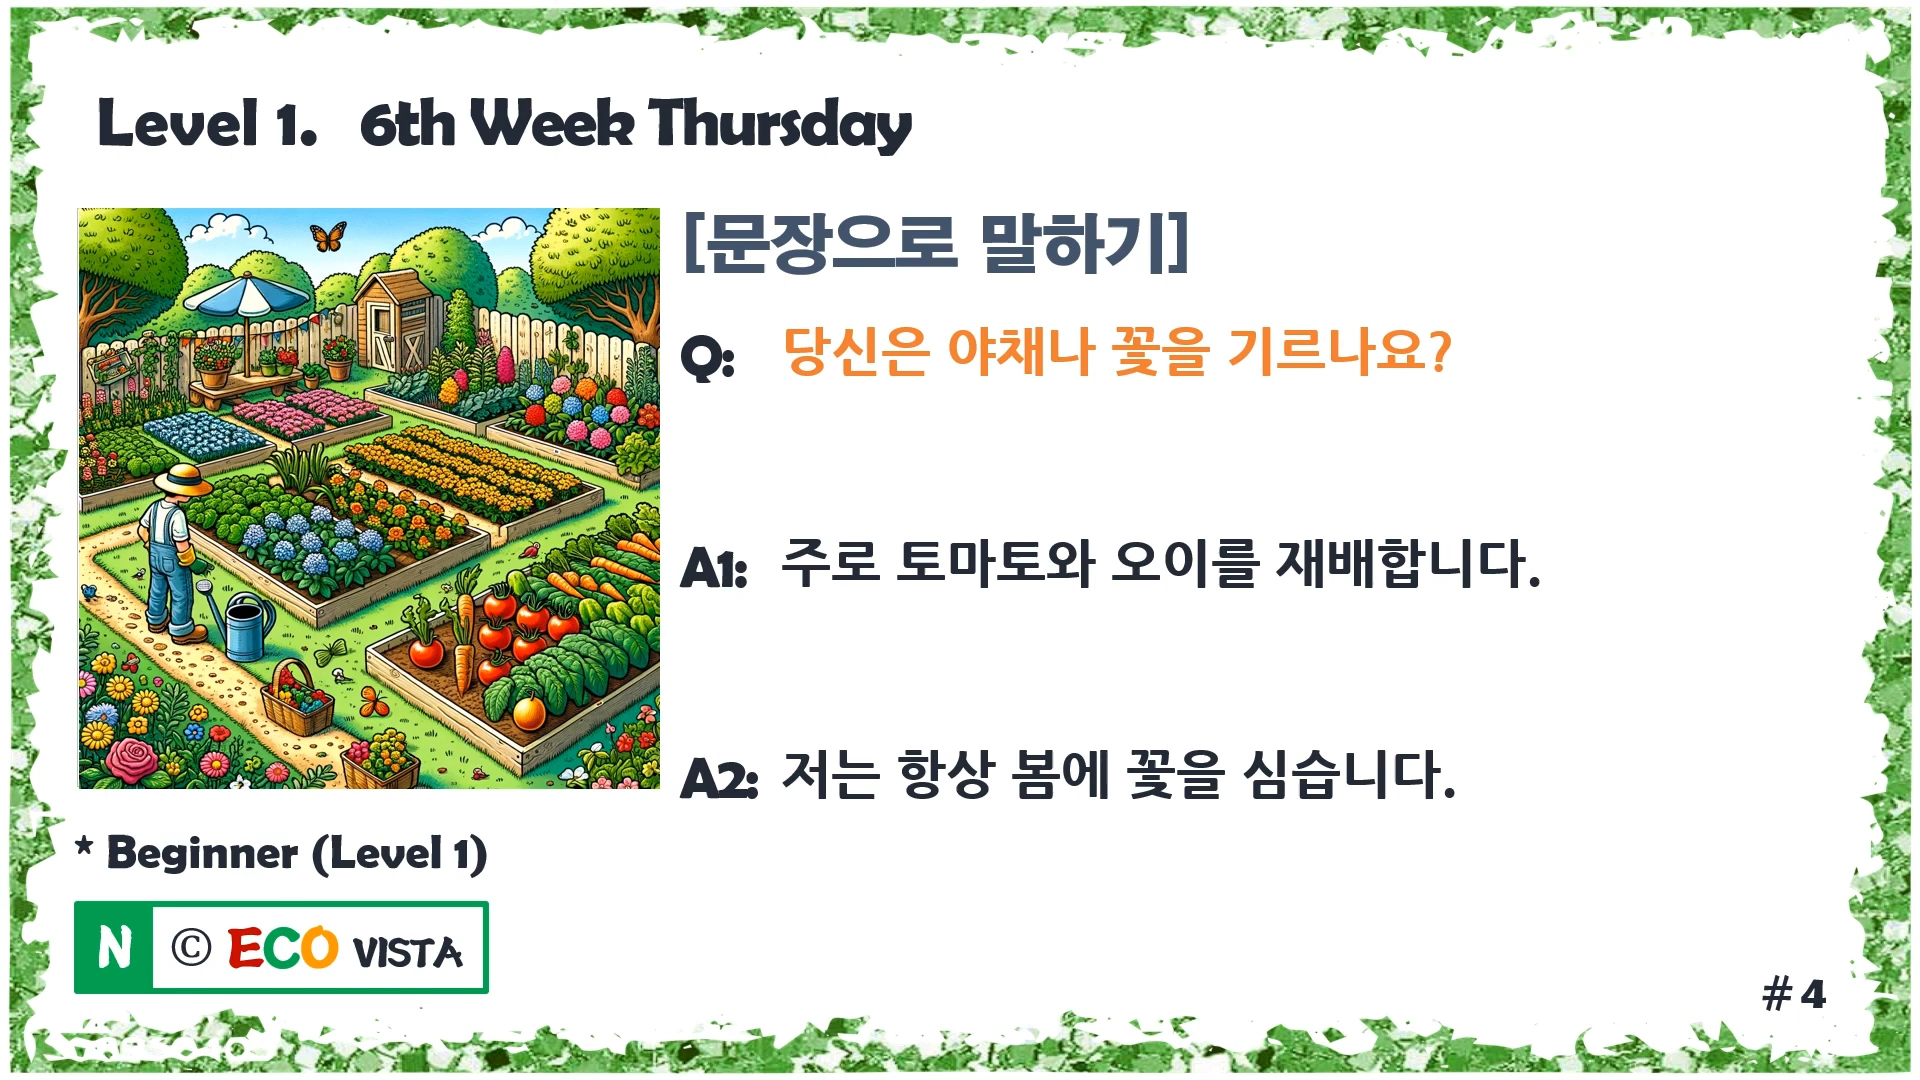 Level 1. 6th Week Thursday
[문장으로 말하기]
Q: 당신은 야채나 꽃을 기르나요?
A1: 주로 토마토와 오이를 재배합니다.
A2: 저는 항상 봄에 꽃을 심습니다.
* Beginner (Level 1)
N © ECO VISTA
# 4